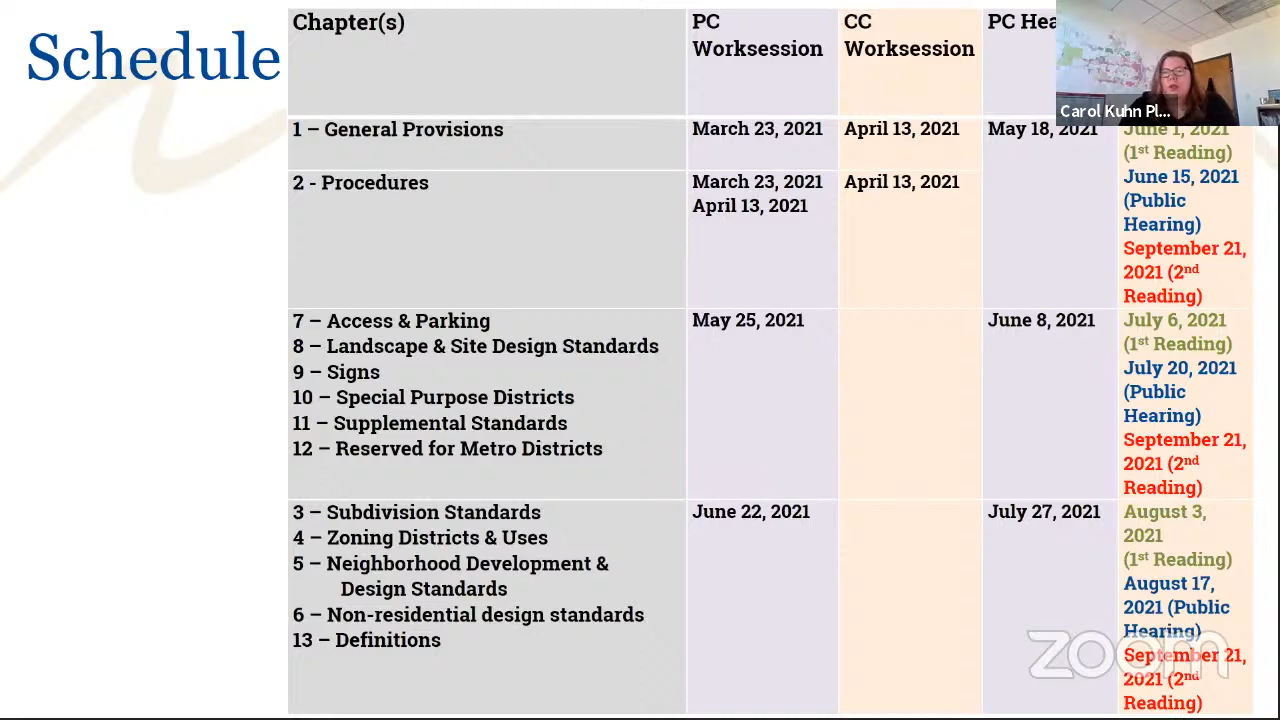 Schedule
Chapter(s)
PC
Worksession
CC
Worksession
PC
Carol Kuhn Pl...
1 – General Provisions
March 23, 2021
April 13, 2021
May 18, 2021
June 1, 2021
(1st Reading)
June 15, 2021
(Public
Hearing)
September 21,
2021 (2nd
Reading)
2 - Procedures
March 23, 2021
April 13, 2021
April 13, 2021
7 – Access & Parking
8 – Landscape & Site Design Standards
9 – Signs
10 – Special Purpose Districts
11 – Supplemental Standards
12 – Reserved for Metro Districts
May 25, 2021
June 8, 2021
July 6, 2021
(1st Reading)
July 20, 2021
(Public
Hearing)
September 21,
2021 (2nd
Reading)
3 – Subdivision Standards
4 – Zoning Districts & Uses
5 – Neighborhood Development &
Design Standards
6 – Non-residential design standards
13 – Definitions
June 22, 2021
July 27, 2021
August 3,
2021
(1st Reading)
August 17,
2021 (Public
Hearing)
September 21,
2021 (2nd
Reading)
zoom